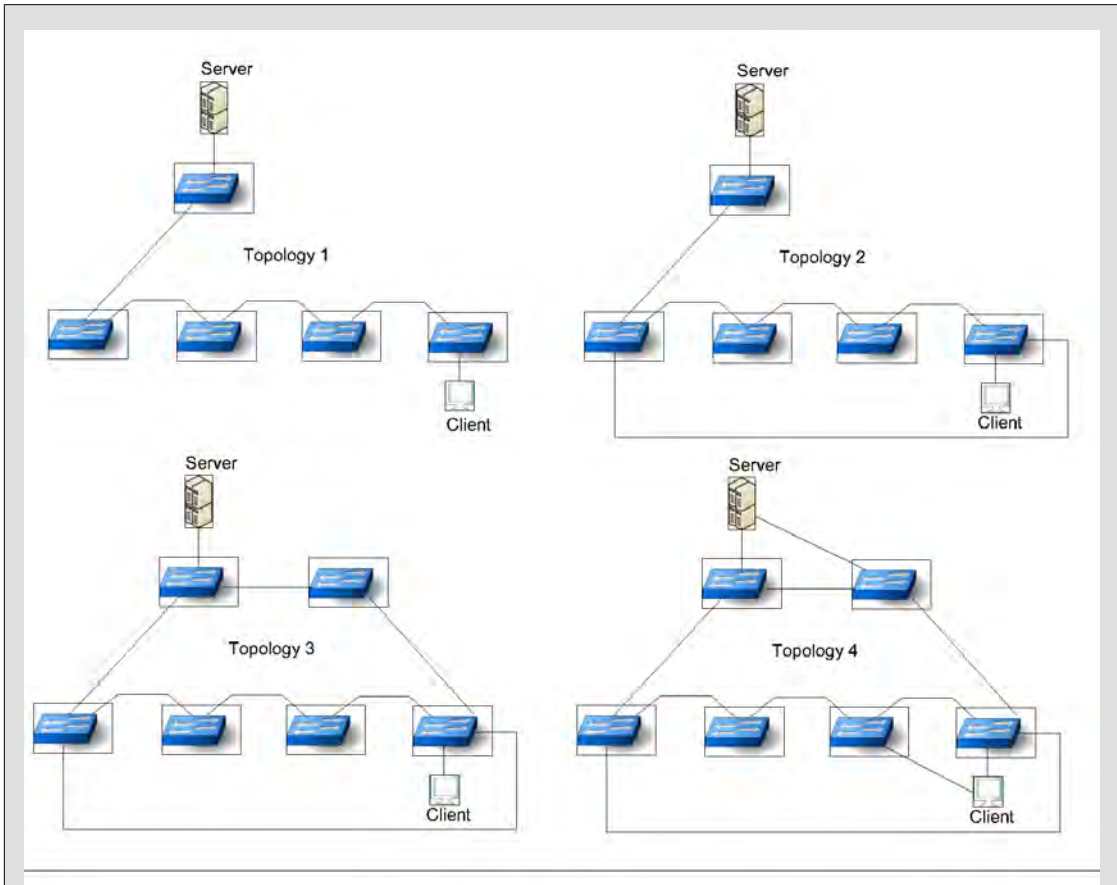 Server
Server
Topology 1
Topology 2
Client
Client
Server
Server
Topology 3
Topology 4
Client
Client